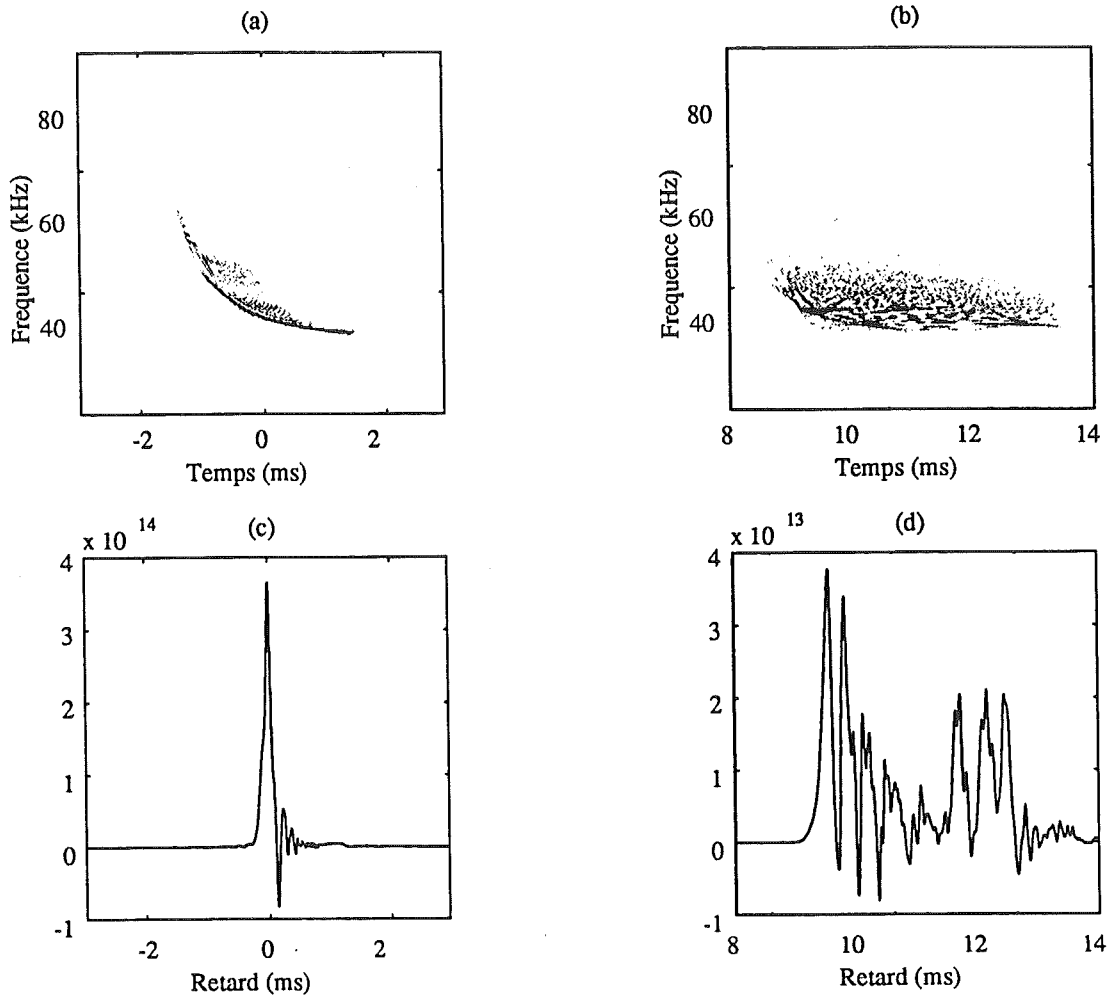 (a)
80
60
40
Frequence (kHz)
-2 0 2
Temps (ms)
(b)
80
60
40
Frequence (kHz)
8 10 12 14
Temps (ms)
(c)
x 10 14
4
3
2
1
0
-1
-2 0 2
Retard (ms)
(d)
x 10 13
4
3
2
1
0
-1
8 10 12 14
Retard (ms)